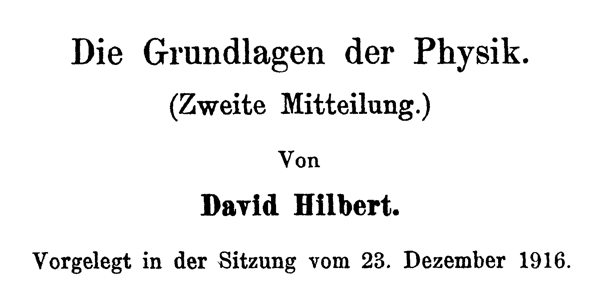 Die Grundlagen der Physik.
(Zweite Mitteilung.)
Von
David Hilbert.
Vorgelegt in der Sitzung vom 23. Dezember 1916.